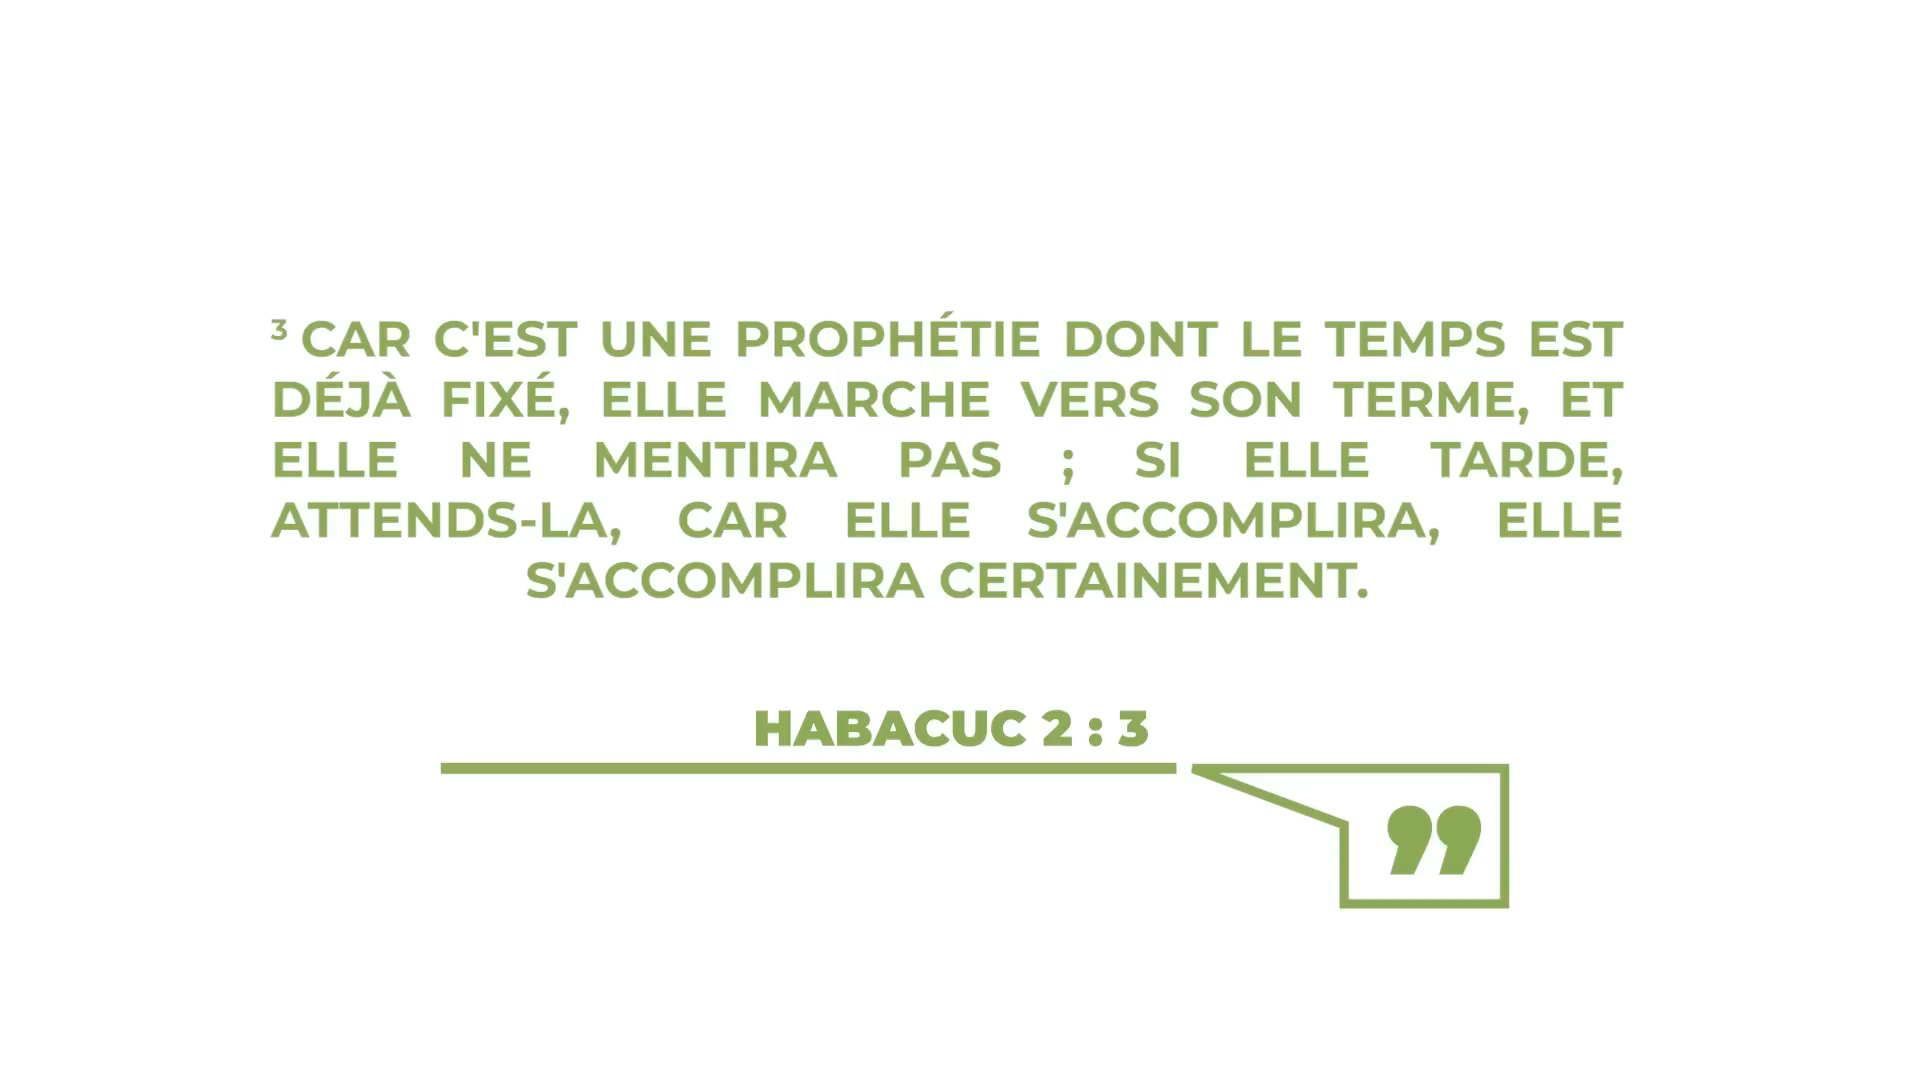 ³ CAR C'EST UNE PROPHÉTIE DONT LE TEMPS EST
DÉJÀ FIXÉ, ELLE MARCHE VERS SON TERME, ET
ELLE NE MENTIRA PAS ; SI ELLE TARDE,
ATTENDS-LA, CAR ELLE S'ACCOMPLIRA, ELLE
S'ACCOMPLIRA CERTAINEMENT.
HABACUC 2 : 3
”